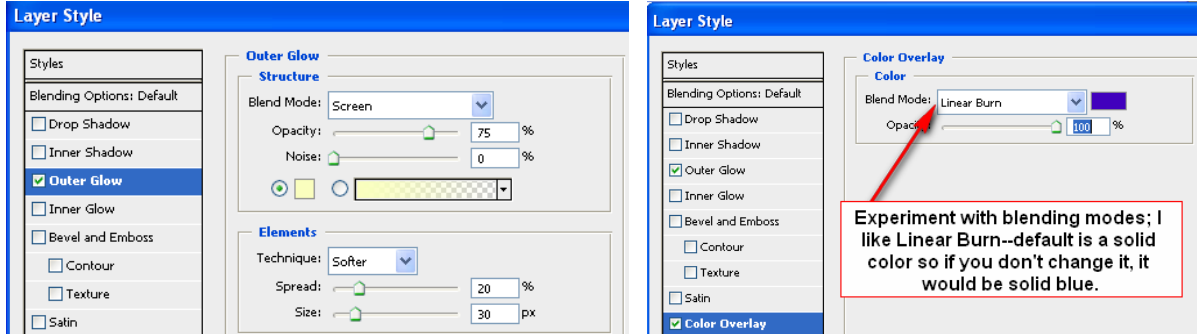 Layer Style
Styles
Blending Options: Default
Drop Shadow
Inner Shadow
Outer Glow
Inner Glow
Bevel and Emboss
Contour
Texture
Satin
Outer Glow
Structure
Blend Mode: Screen
Opacity: 75 %
Noise: 0 %
Elements
Technique: Softer
Spread: 20 %
Size: 30 px
Layer Style
Styles
Blending Options: Default
Drop Shadow
Inner Shadow
Outer Glow
Inner Glow
Bevel and Emboss
Contour
Texture
Satin
Color Overlay
Color Overlay
Color
Blend Mode: Linear Burn
Opacity: 100 %
Experiment with blending modes; I
like Linear Burn--default is a solid
color so if you don't change it, it
would be solid blue.